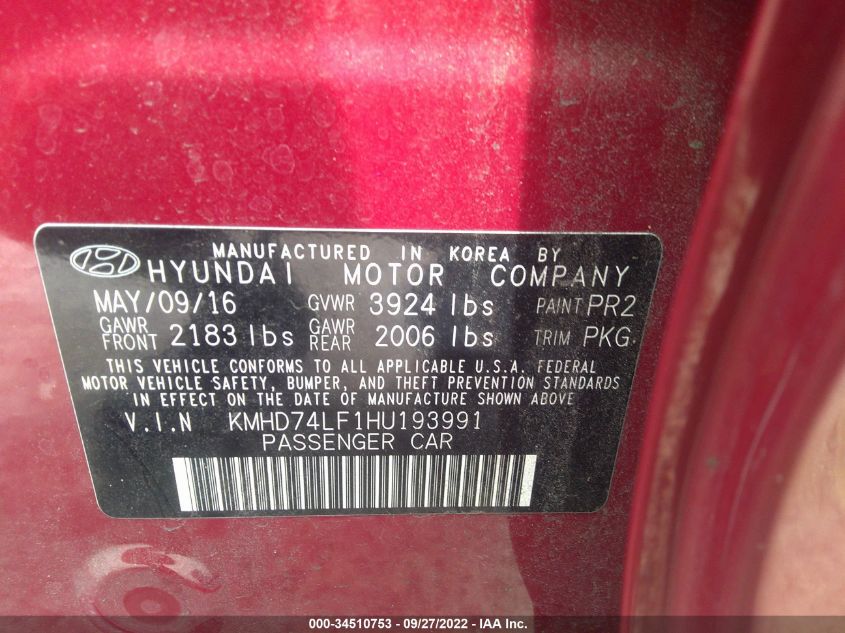 MANUFACTURED IN KOREA BY
HYUNDAI MOTOR COMPANY
MAY/09/16 GVWR 3924 lbs PAINT PR2
GAWR FRONT 2183 lbs GAWR REAR 2006 lbs TRIM PKG
THIS VEHICLE CONFORMS TO ALL APPLICABLE U.S.A. FEDERAL
MOTOR VEHICLE SAFETY, BUMPER, AND THEFT PREVENTION STANDARDS
IN EFFECT ON THE DATE OF MANUFACTURE SHOWN ABOVE
V.I.N KMHD74LF1HU193991
PASSENGER CAR
000-34510753 - 09/27/2022 - IAA Inc.